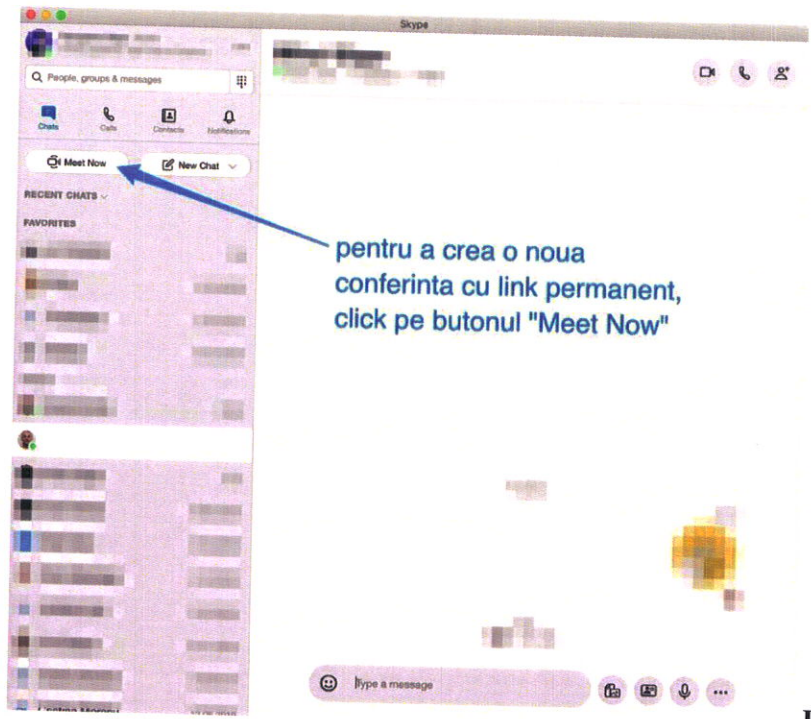 Skype
People, groups & messages
Chats
Calls
Contacts
Notifications
Meet Now
New Chat
RECENT CHATS
FAVORITES
pentru a crea o noua
conferinta cu link permanent,
click pe butonul "Meet Now"
Type a message